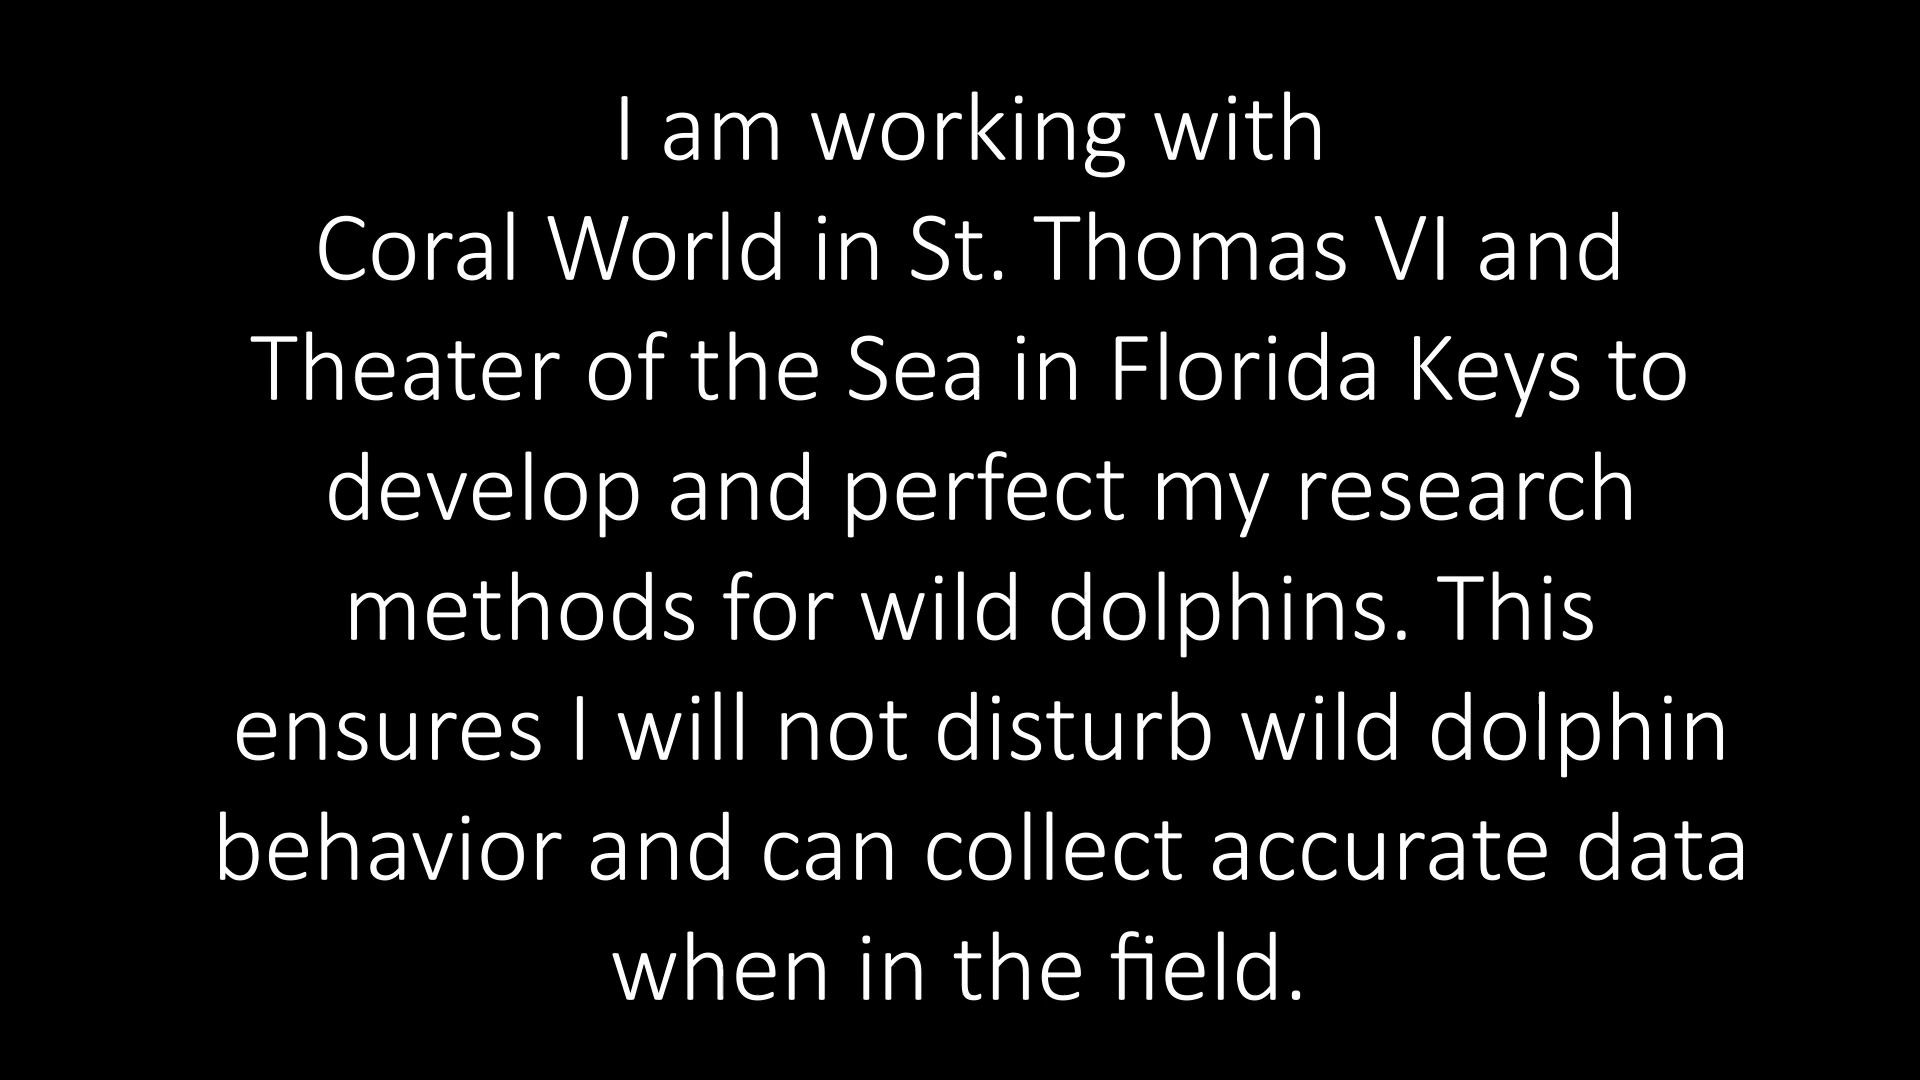 I am working with
Coral World in St. Thomas VI and
Theater of the Sea in Florida Keys to
develop and perfect my research
methods for wild dolphins. This
ensures I will not disturb wild dolphin
behavior and can collect accurate data
when in the field.